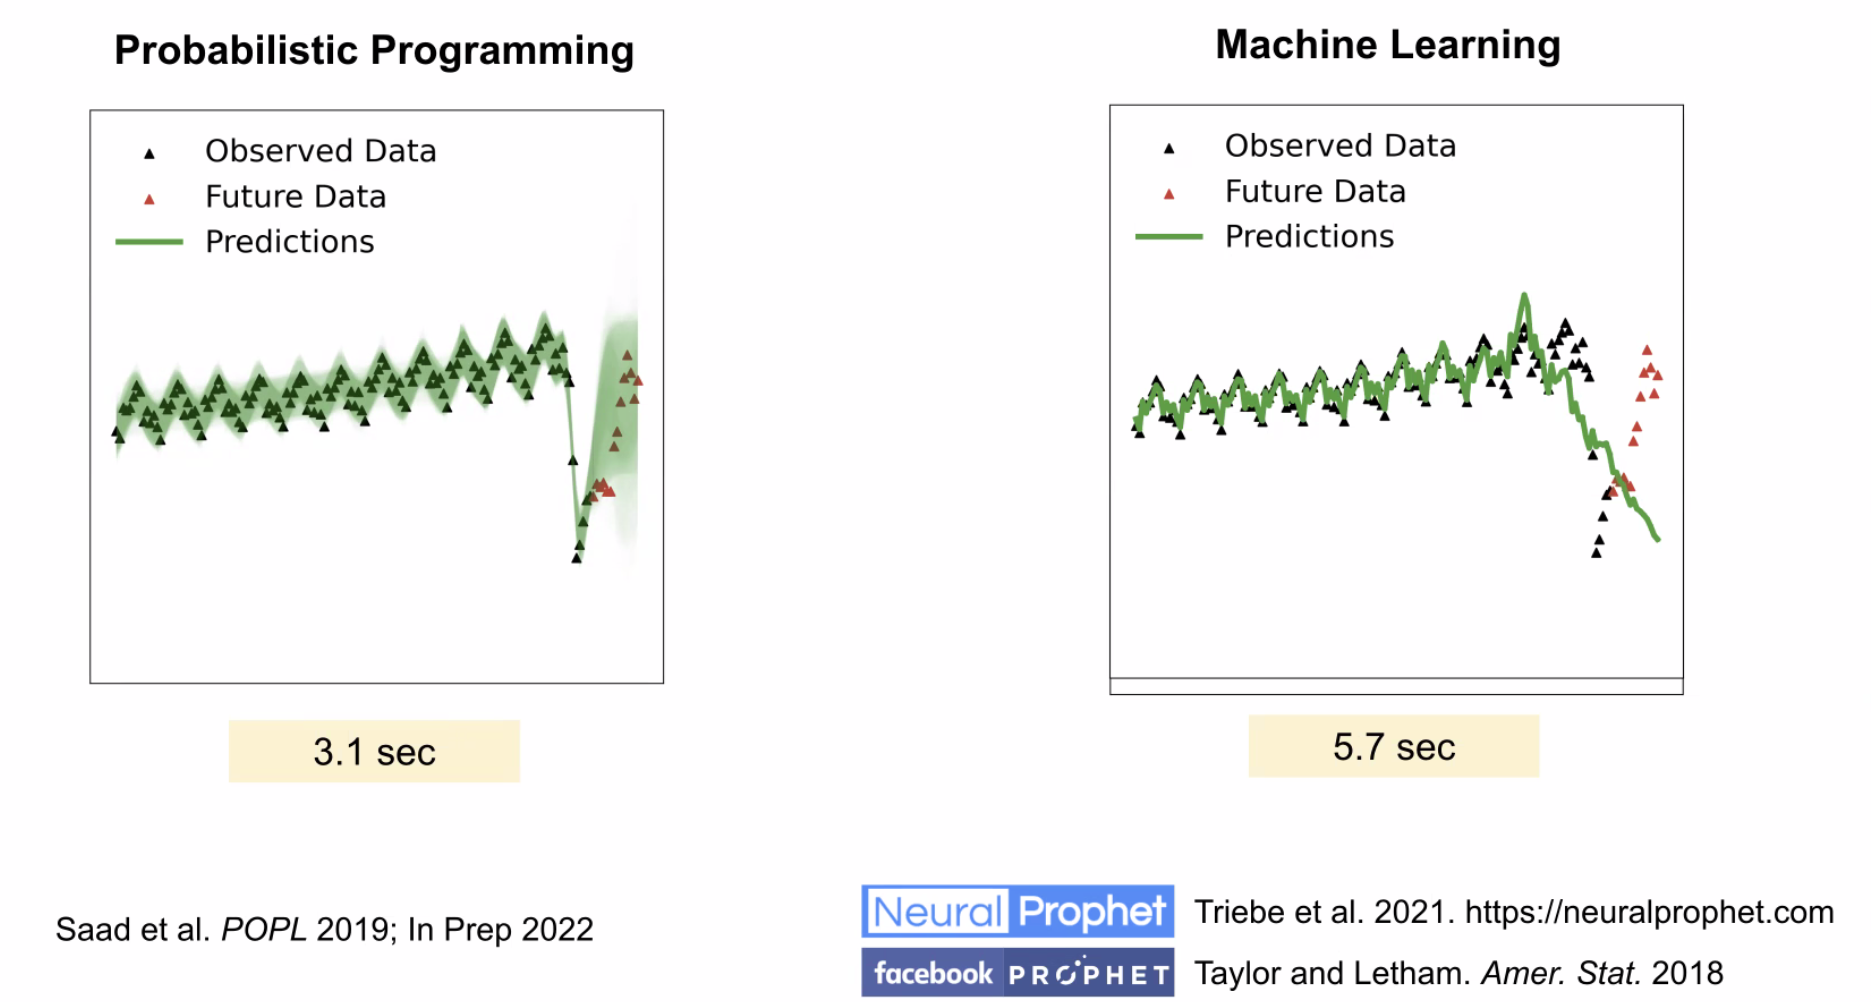 Probabilistic Programming
Observed Data
Future Data
Predictions
3.1 sec
Saad et al. POPL 2019; In Prep 2022
Machine Learning
Observed Data
Future Data
Predictions
5.7 sec
Neural Prophet Triebe et al. 2021. https://neuralprophet.com
facebook PROPHET Taylor and Letham. Amer. Stat. 2018